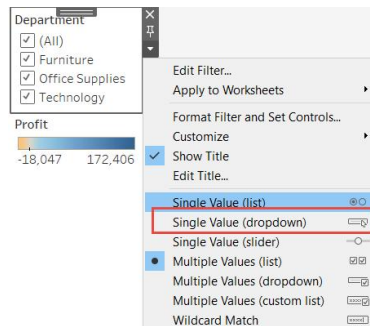 Department
(All)
Furniture
Office Supplies
Technology
Profit
-18,047 172,406
Edit Filter...
Apply to Worksheets
Format Filter and Set Controls...
Customize
Show Title
Edit Title...
Single Value (list)
Single Value (dropdown)
Single Value (slider)
Multiple Values (list)
Multiple Values (dropdown)
Multiple Values (custom list)
Wildcard Match